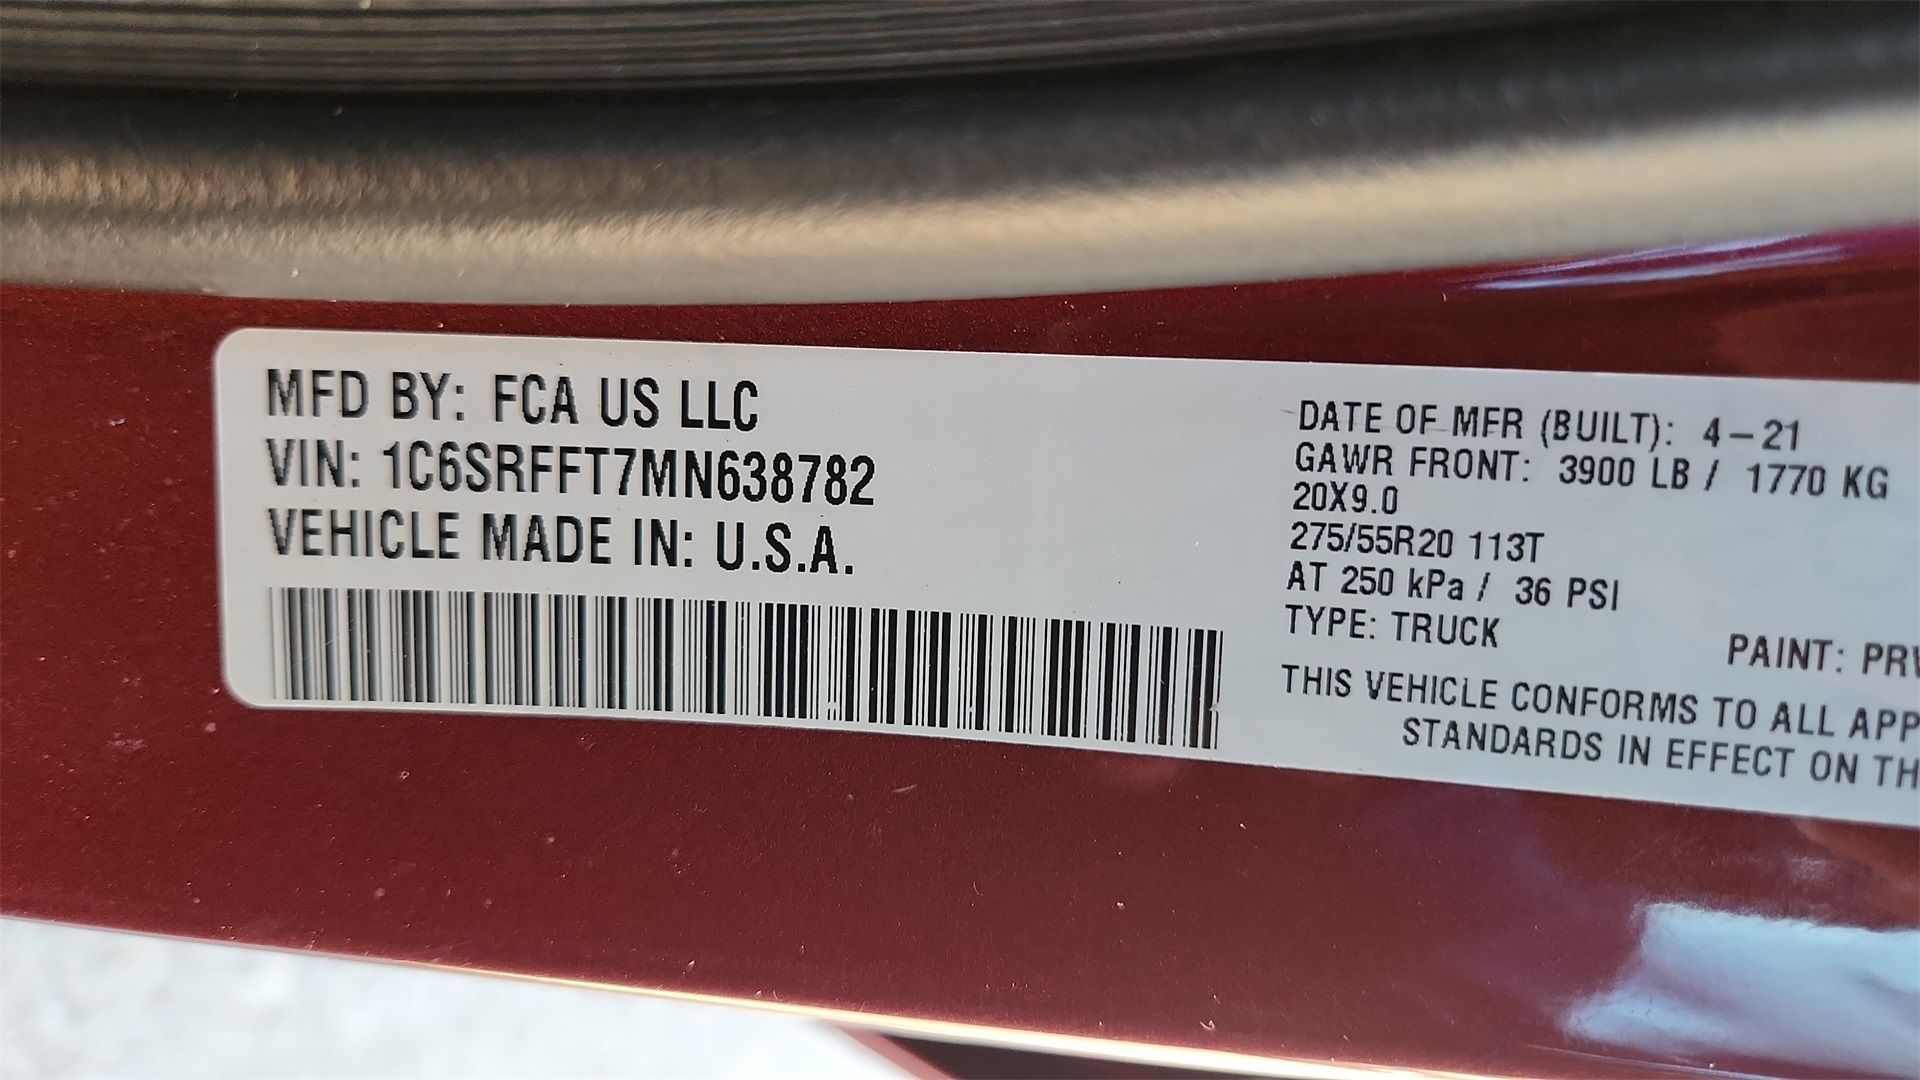 MFD BY: FCA US LLC
VIN: 1C6SRFFT7MN638782
VEHICLE MADE IN: U.S.A.
DATE OF MFR (BUILT): 4-21
GAWR FRONT: 3900 LB / 1770 KG
20X9.0
275/55R20 113T
AT 250 kPa / 36 PSI
TYPE: TRUCK
PAINT:
THIS VEHICLE CONFORMS TO ALL
STANDARDS IN EFFECT ON